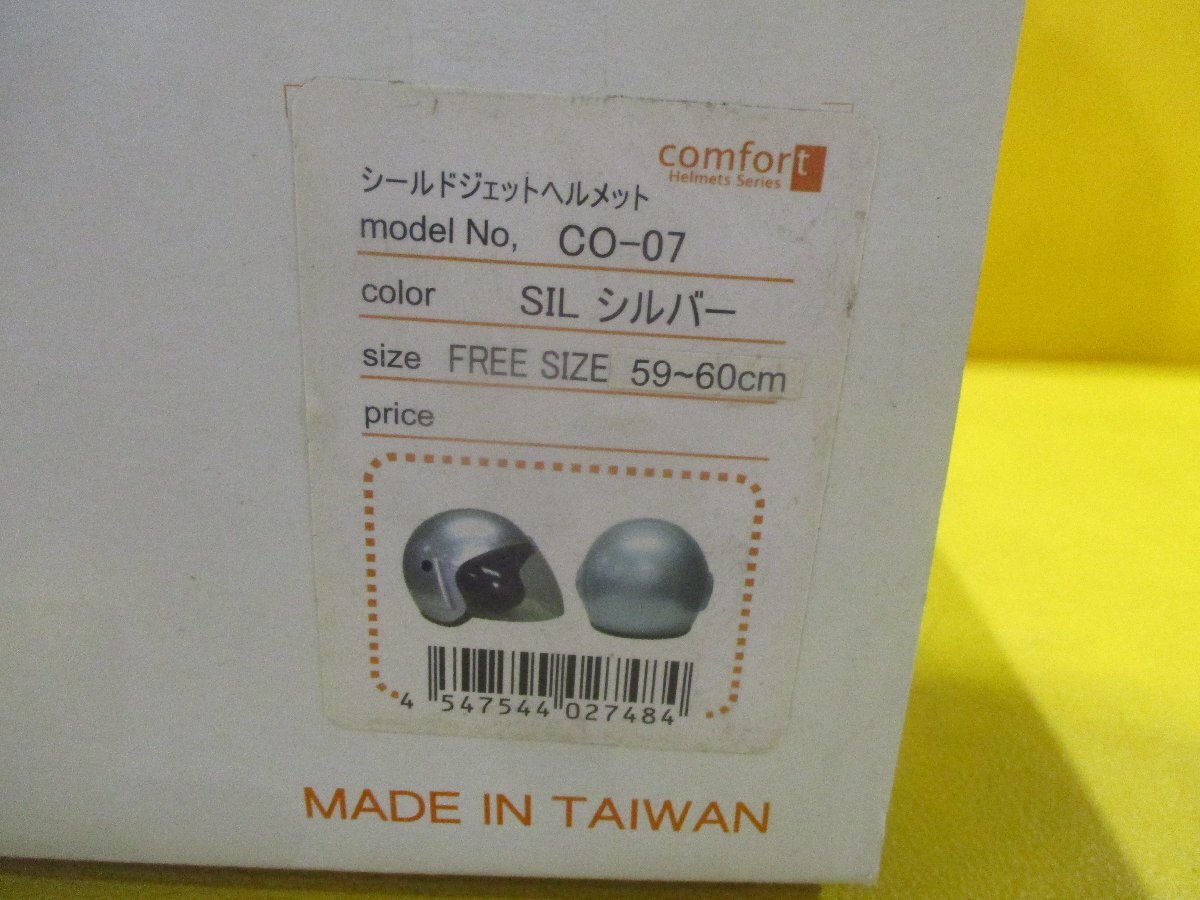 comfort
Helmets Series
シールドジェットヘルメット
model No, CO-07
color SIL シルバー
size FREE SIZE 59~60cm
price
4 547544 027484
MADE IN TAIWAN